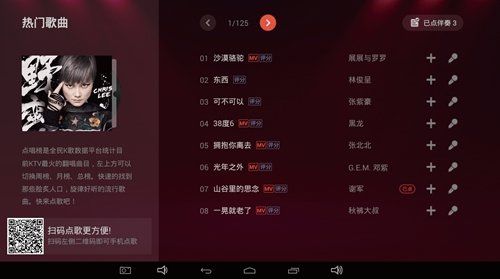 热门歌曲
1/125
已点伴奏 3
野蛮
CHRIS LEE
点唱榜是全民K歌数据平台统计目
前KTV最火的翻唱曲目，左上方可以
切换周榜、月榜、总榜。快速的找到
那些脸炙人口，旋律好听的流行歌
曲。快来点歌吧！
扫码点歌更方便!
扫码左侧二维码即可手机点歌
01 沙漠骆驼 MV 评分 展展与罗罗
02 东西 评分 林俊呈
03 可不可以 评分 张紫豪
04 38度6 MV 评分 黑龙
05 拥抱你离去 MV 评分 张北北
06 光年之外 MV 评分 G.E.M. 邓紫
07 山谷里的思念 MV 评分 谢军 已点
08 一晃就老了 MV 评分 秋裤大叔